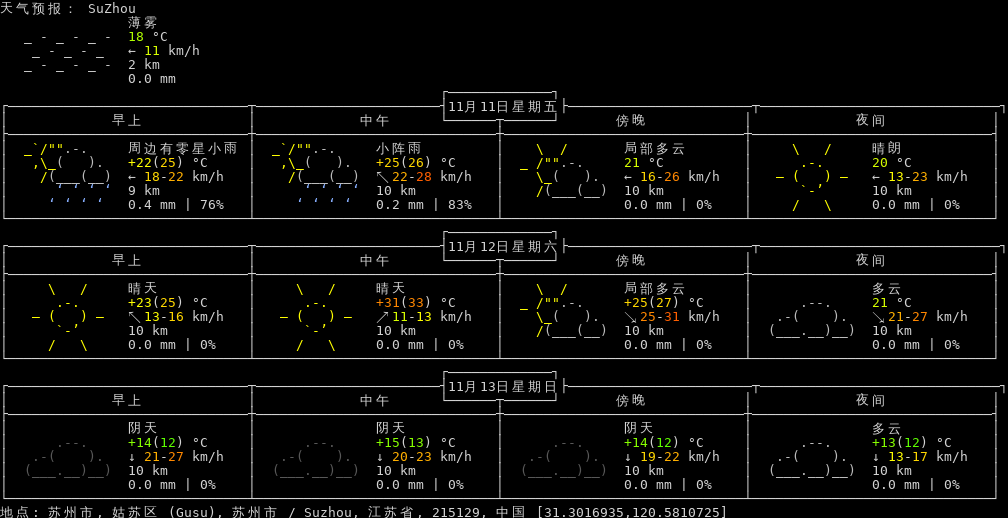 天气预报: SuZhou
薄雾
18 °C
← 11 km/h
2 km
0.0 mm
11月11日星期五
早上 中午 傍晚 夜间
周边有零星小雨 小阵雨 局部多云 晴朗
+22(25) °C +25(26) °C 21 °C 20 °C
← 18-22 km/h ↖ 22-28 km/h ← 16-26 km/h ← 13-23 km/h
9 km 10 km 10 km 10 km
0.4 mm | 76% 0.2 mm | 83% 0.0 mm | 0% 0.0 mm | 0%
11月12日星期六
早上 中午 傍晚 夜间
晴天 晴天 局部多云 多云
+23(25) °C +31(33) °C +25(27) °C 21 °C
↖ 13-16 km/h ↗ 11-13 km/h ↘ 25-31 km/h ↘ 21-27 km/h
10 km 10 km 10 km 10 km
0.0 mm | 0% 0.0 mm | 0% 0.0 mm | 0% 0.0 mm | 0%
11月13日星期日
早上 中午 傍晚 夜间
阴天 阴天 阴天 多云
+14(12) °C +15(13) °C +14(12) °C +13(12) °C
↓ 21-27 km/h ↓ 20-23 km/h ↓ 19-22 km/h ↓ 13-17 km/h
10 km 10 km 10 km 10 km
0.0 mm | 0% 0.0 mm | 0% 0.0 mm | 0% 0.0 mm | 0%
地点: 苏州市, 姑苏区 (Gusu), 苏州市 / Suzhou, 江苏省, 215129, 中国 [31.3016935,120.5810725]